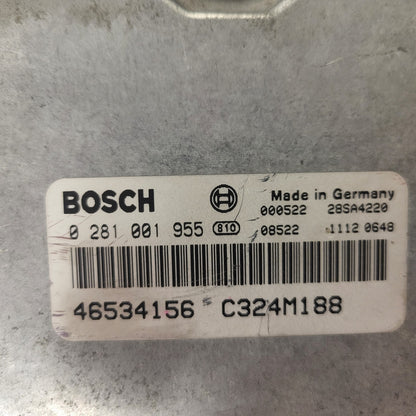 BOSCH Made in Germany
000522 28SA4220
0 281 001 955 810 08522 1112 0648
46534156 C324M188